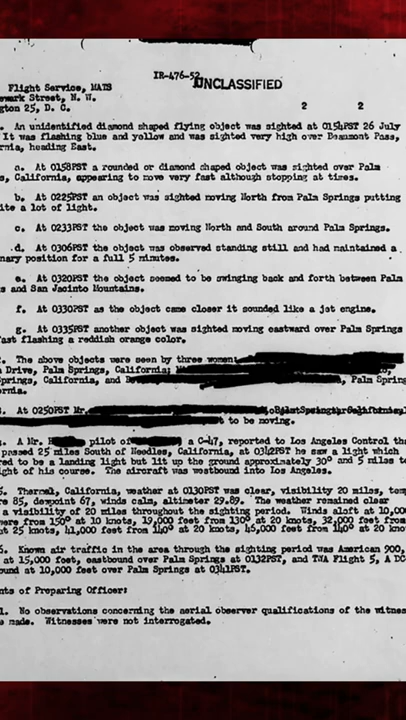 IR-476-52
UNCLASSIFIED
Flight Service, MATS
ewark Street, N. W.
gton 25, D. C.
2 2
. An unidentified diamond shaped flying object was sighted at 0154PST 26 July
It was flashing blue and yellow and was sighted very high over Beaumont Pass,
rnia, heading East.
a. At 0158PST a rounded or diamond shaped object was sighted over Palm
s, California, appearing to move very fast although stopping at times.
b. At 0225PST an object was sighted moving North from Palm Springs putting
ite a lot of light.
c. At 0233PST the object was moving North and South around Palm Springs.
d. At 0306PST the object was observed standing still and had maintained a
nary position for a full 5 minutes.
e. At 0320PST the object seemed to be swinging back and forth between Palm
s and San Jacinto Mountains.
f. At 0330PST as the object came closer it sounded like a jet engine.
g. At 0335PST another object was sighted moving eastward over Palm Springs
fast flashing a reddish orange color.
. The above objects were seen by three women
Drive, Palm Springs, California;
Springs, California, and , Palm Spring
rnia.
. At 0250PST Mr.
t to be moving.
. A Mr. H pilot of a C-47, reported to Los Angeles Control tha
passed 25 miles South of Needles, California, at 0342PST he saw a light which
red to be a landing light but lit up the ground approximately 30° and 5 miles to
ight of his course. The aircraft was westbound into Los Angeles.
5. Thermal, California, weather at 0130PST was clear, visibility 20 miles, temp
re 85, dewpoint 67, winds calm, altimeter 29.89. The weather remained clear
a visibility of 20 miles throughout the sighting period. Winds aloft at 10,000
were from 150° at 10 knots, 19,000 feet from 130° at 20 knots, 32,000 feet from
at 25 knots, 41,000 feet from 140° at 20 knots, 45,000 feet from 140° at 20 kno
6. Known air traffic in the area through the sighting period was American 900,
at 15,000 feet, eastbound over Palm Springs at 0132PST, and TWA Flight 5, A DC
ound at 10,000 feet over Palm Springs at 0341PST.
nts of Preparing Officer:
1. No observations concerning the aerial observer qualifications of the witnes
e made. Witnesses were not interrogated.